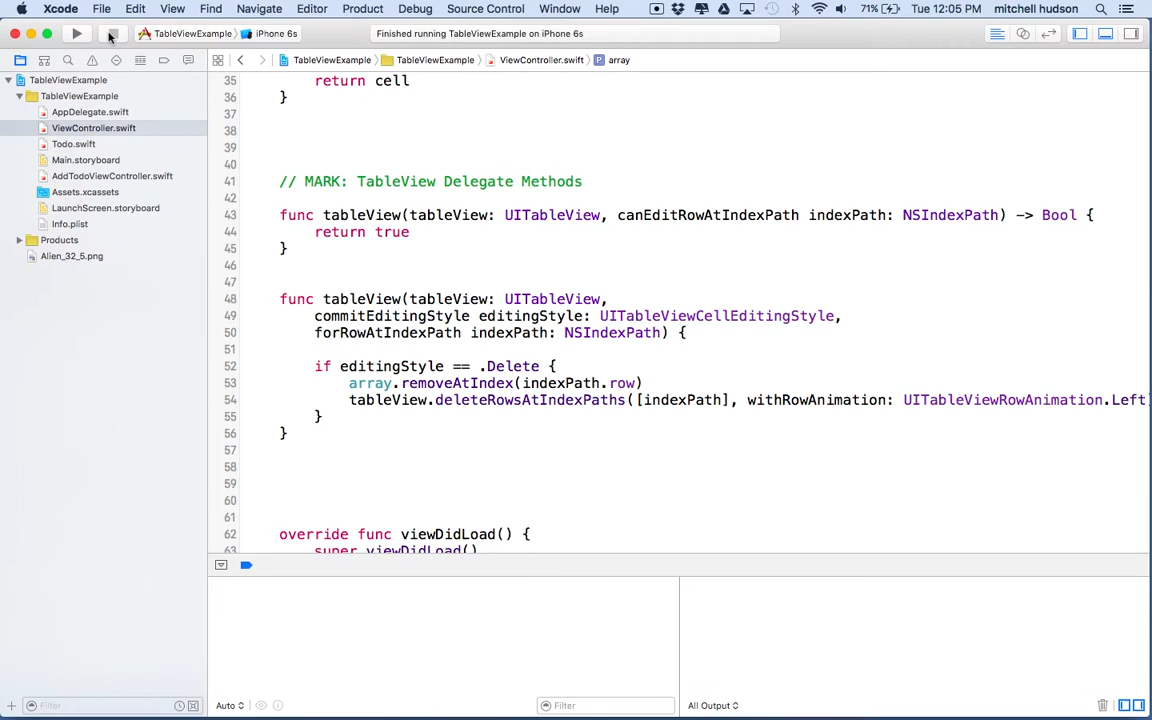 Xcode File Edit View Find Navigate Editor Product Debug Source Control Window Help 71% Tue 12:05 PM mitchell hudson
TableViewExample iPhone 6s Finished running TableViewExample on iPhone 6s
TableViewExample TableViewExample ViewController.swift P array
TableViewExample
TableViewExample
AppDelegate.swift
ViewController.swift
Todo.swift
Main.storyboard
AddTodoViewController.swift
Assets.xcassets
LaunchScreen.storyboard
Info.plist
Products
Alien_32_5.png
35 return cell
36 }
37
38
39
40
41 // MARK: TableView Delegate Methods
42
43 func tableView(tableView: UITableView, canEditRowAtIndexPath indexPath: NSIndexPath) -> Bool {
44 return true
45 }
46
47
48 func tableView(tableView: UITableView,
49 commitEditingStyle editingStyle: UITableViewCellEditingStyle,
50 forRowAtIndexPath indexPath: NSIndexPath) {
51
52 if editingStyle == .Delete {
53 array.removeAtIndex(indexPath.row)
54 tableView.deleteRowsAtIndexPaths([indexPath], withRowAnimation: UITableViewRowAnimation.Left)
55 }
56 }
57
58
59
60
61
62 override func viewDidLoad() {
63 super.viewDidLoad()
Filter Auto Filter All Output